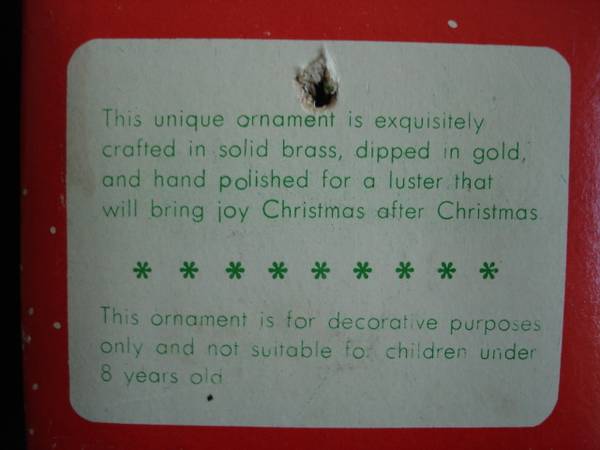 This unique ornament is exquisitely
crafted in solid brass, dipped in gold,
and hand polished for a luster that
will bring joy Christmas after Christmas
* * * * * * * * *
This ornament is for decorative purposes
only and not suitable for children under
8 years old